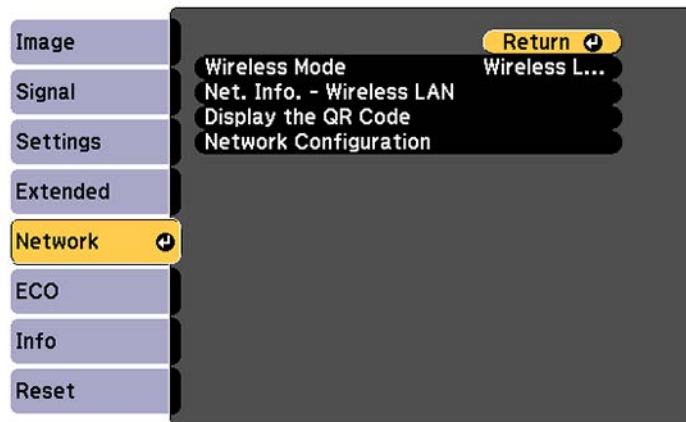 Image
Signal
Settings
Extended
Network
ECO
Info
Reset
Return
Wireless Mode Wireless L...
Net. Info. - Wireless LAN
Display the QR Code
Network Configuration